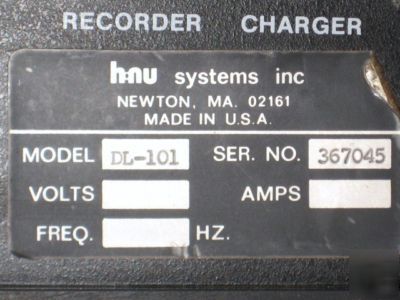 RECORDER CHARGER
h-nu systems inc
NEWTON, MA. 02161
MADE IN U.S.A.
MODEL DL-101 SER. NO. 367045
VOLTS AMPS
FREQ. HZ.